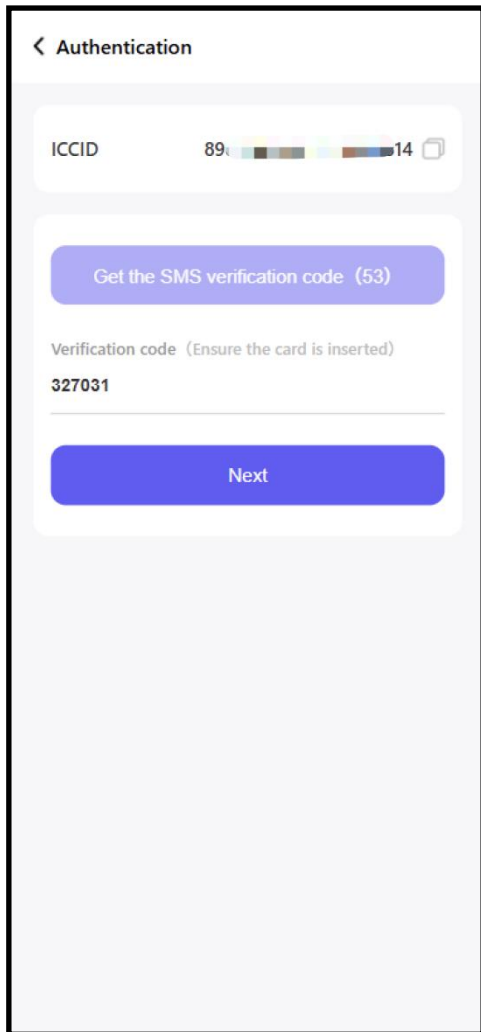 Authentication
ICCID 89 14
Get the SMS verification code（53）
Verification code（Ensure the card is inserted）
327031
Next